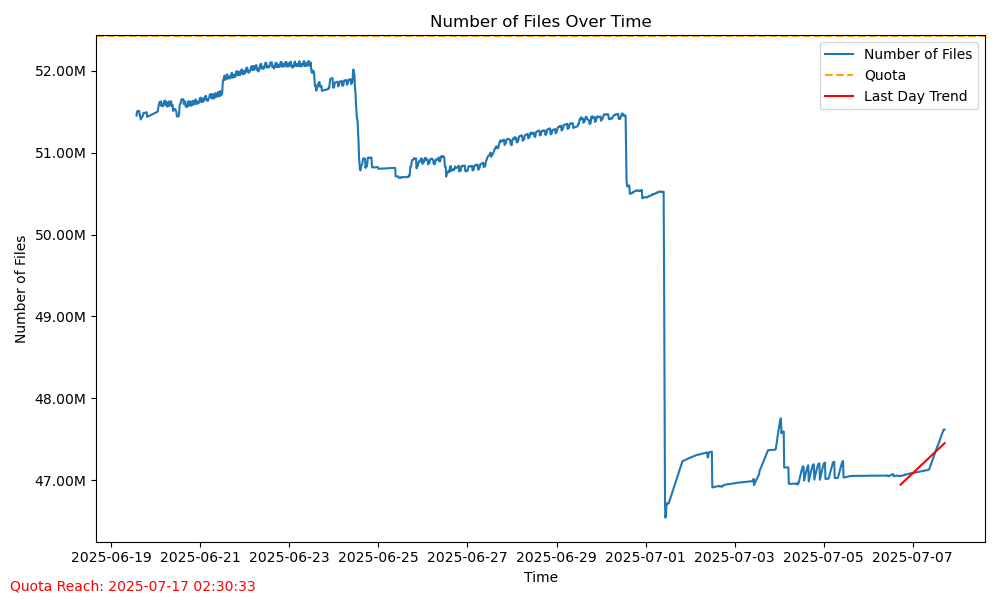 Number of Files Over Time
Number of Files
Quota
Last Day Trend
52.00M
51.00M
50.00M
49.00M
48.00M
47.00M
Number of Files
2025-06-19 2025-06-21 2025-06-23 2025-06-25 2025-06-27 2025-06-29 2025-07-01 2025-07-03 2025-07-05 2025-07-07
Time
Quota Reach: 2025-07-17 02:30:33